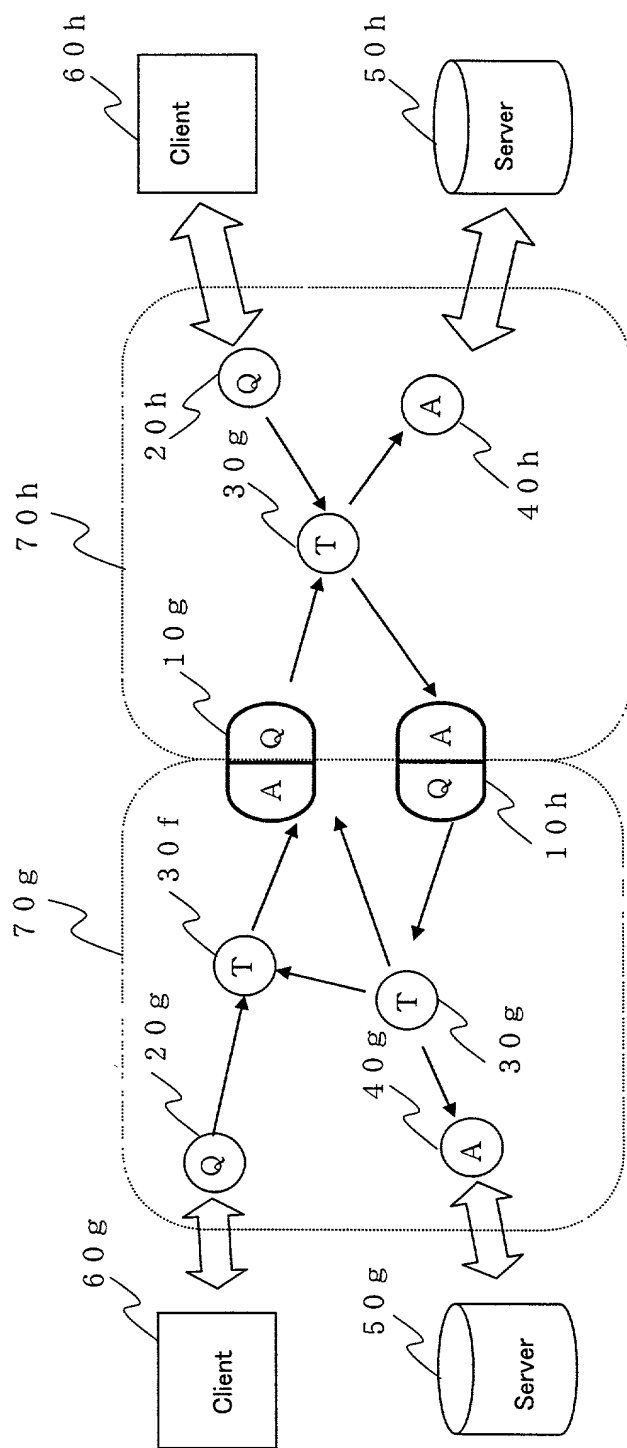 70g
70h
60g
20g
30f
10g
30g
20h
60h
Client
Q
T
A Q
T
Q
Client
40g
T
Q A
A
A
30g
10h
40h
50g
50h
Server
Server